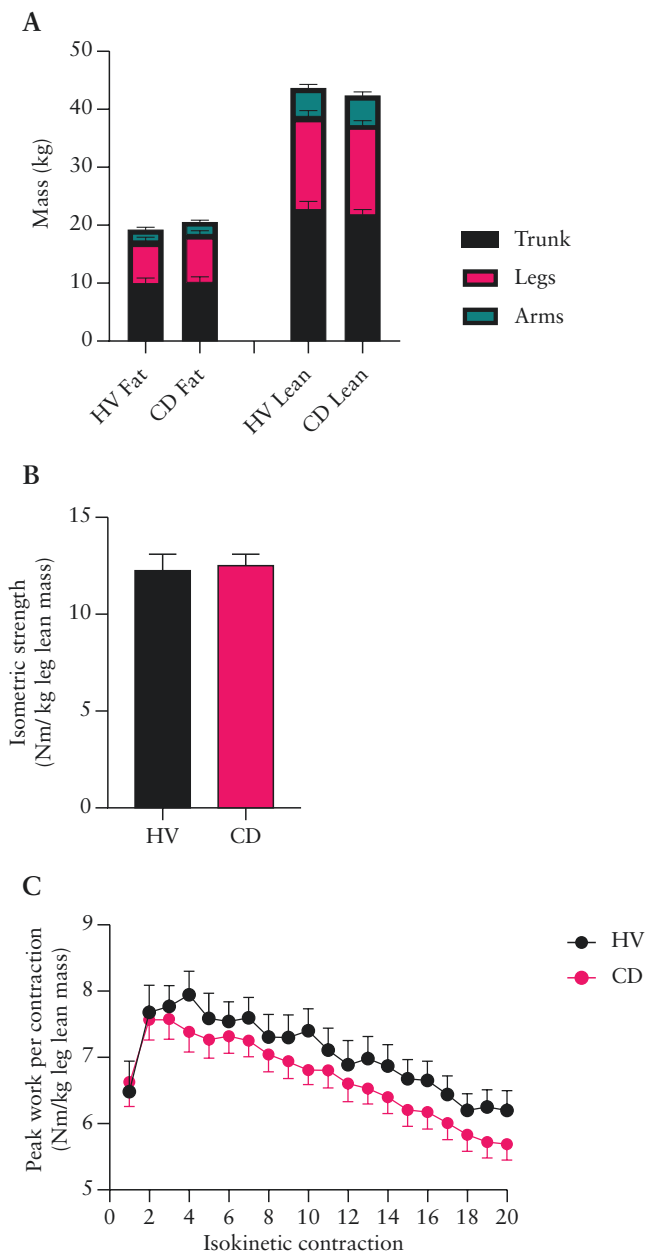 A
50
40
30
20
10
0
Mass (kg)
HV Fat
CD Fat
HV Lean
CD Lean
Trunk
Legs
Arms
B
15
10
5
0
Isometric strength
(Nm/ kg leg lean mass)
HV
CD
C
9
8
7
6
5
Peak work per contraction
(Nm/kg leg lean mass)
0 2 4 6 8 10 12 14 16 18 20
Isokinetic contraction
HV
CD